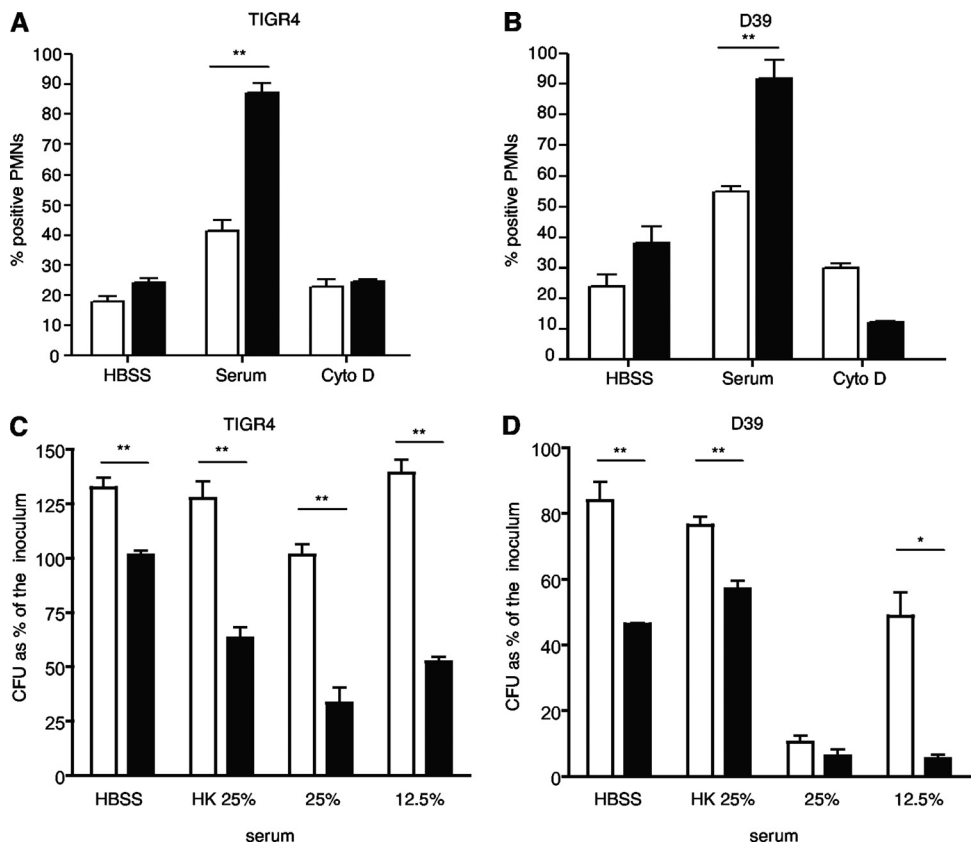 A
TIGR4
% positive PMNs
100
90
80
70
60
50
40
30
20
10
0
**
HBSS Serum Cyto D
B
D39
% positive PMNs
100
90
80
70
60
50
40
30
20
10
0
**
HBSS Serum Cyto D
C
TIGR4
CFU as % of the inoculum
150
125
100
75
50
25
0
** ** ** **
HBSS HK 25% 25% 12.5%
serum
D
D39
CFU as % of the inoculum
100
80
60
40
20
0
** ** *
HBSS HK 25% 25% 12.5%
serum